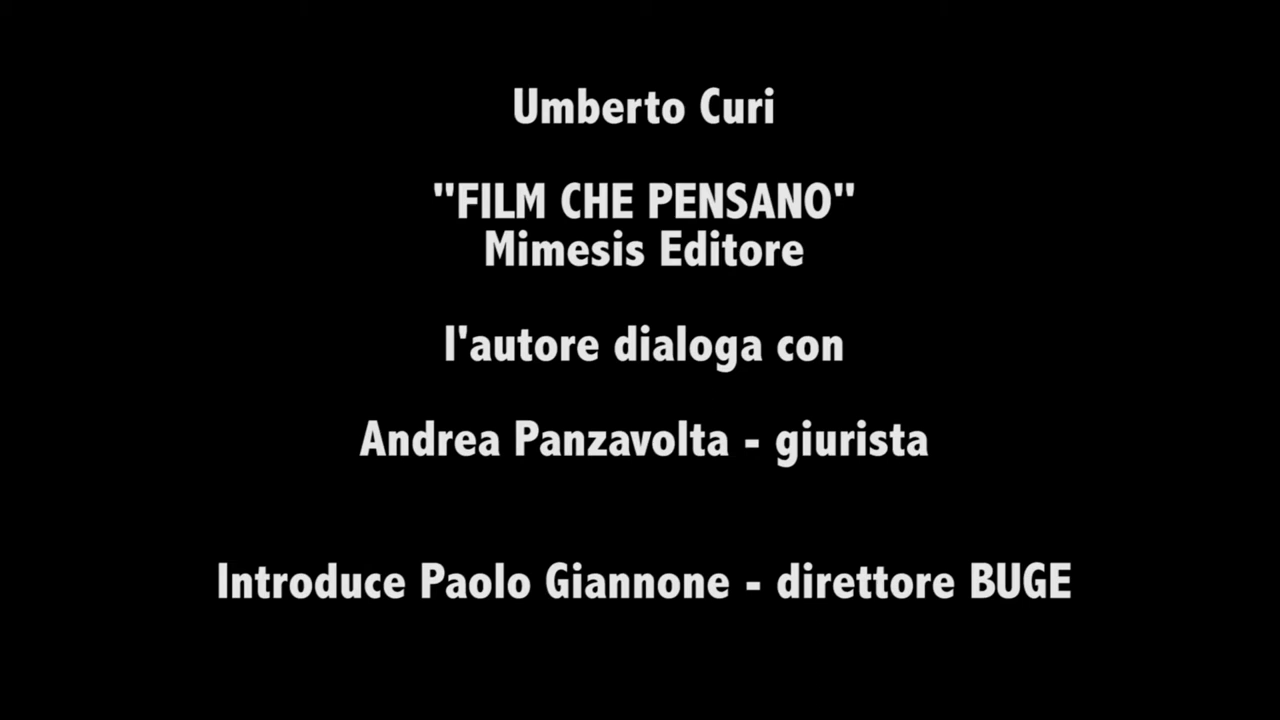 Umberto Curi
"FILM CHE PENSANO"
Mimesis Editore
l'autore dialoga con
Andrea Panzavolta - giurista
Introduce Paolo Giannone - direttore BUGE